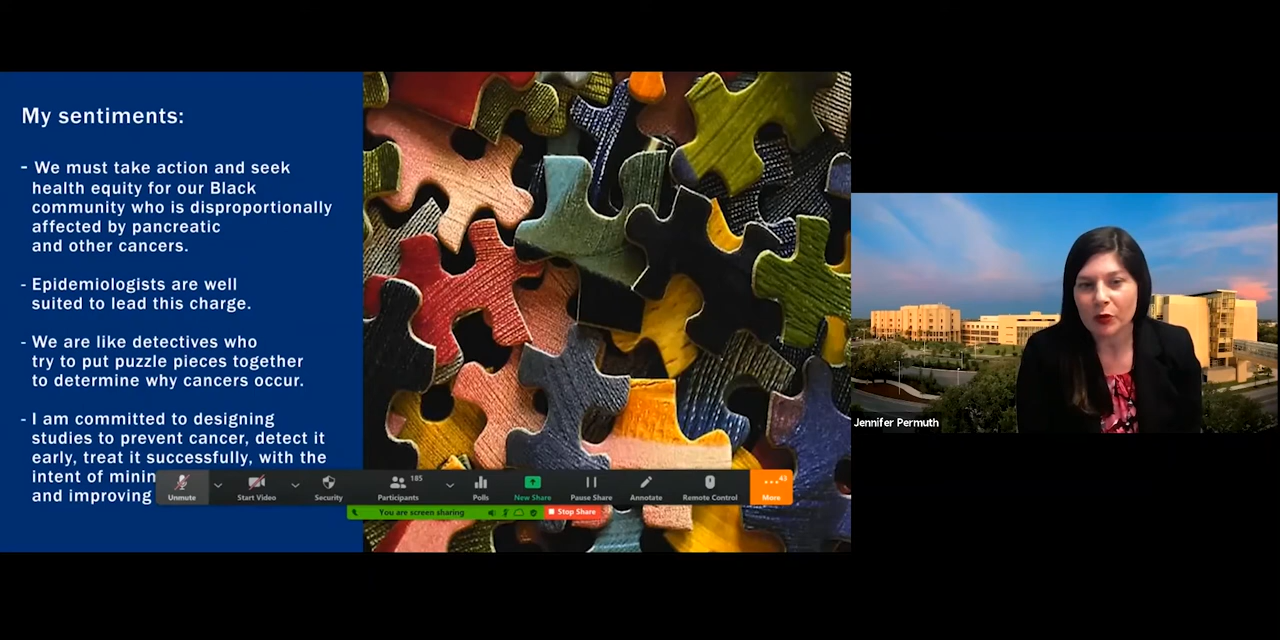 My sentiments:
- We must take action and seek
health equity for our Black
community who is disproportionally
affected by pancreatic
and other cancers.
- Epidemiologists are well
suited to lead this charge.
- We are like detectives who
try to put puzzle pieces together
to determine why cancers occur.
- I am committed to designing
studies to prevent cancer, detect it
early, treat it successfully, with the
intent of minin
and improving
185
43
Unmute
Start Video
Security
Participants
Polls
New Share
Pause Share
Annotate
Remote Control
More
You are screen sharing
Stop Share
Jennifer Permuth